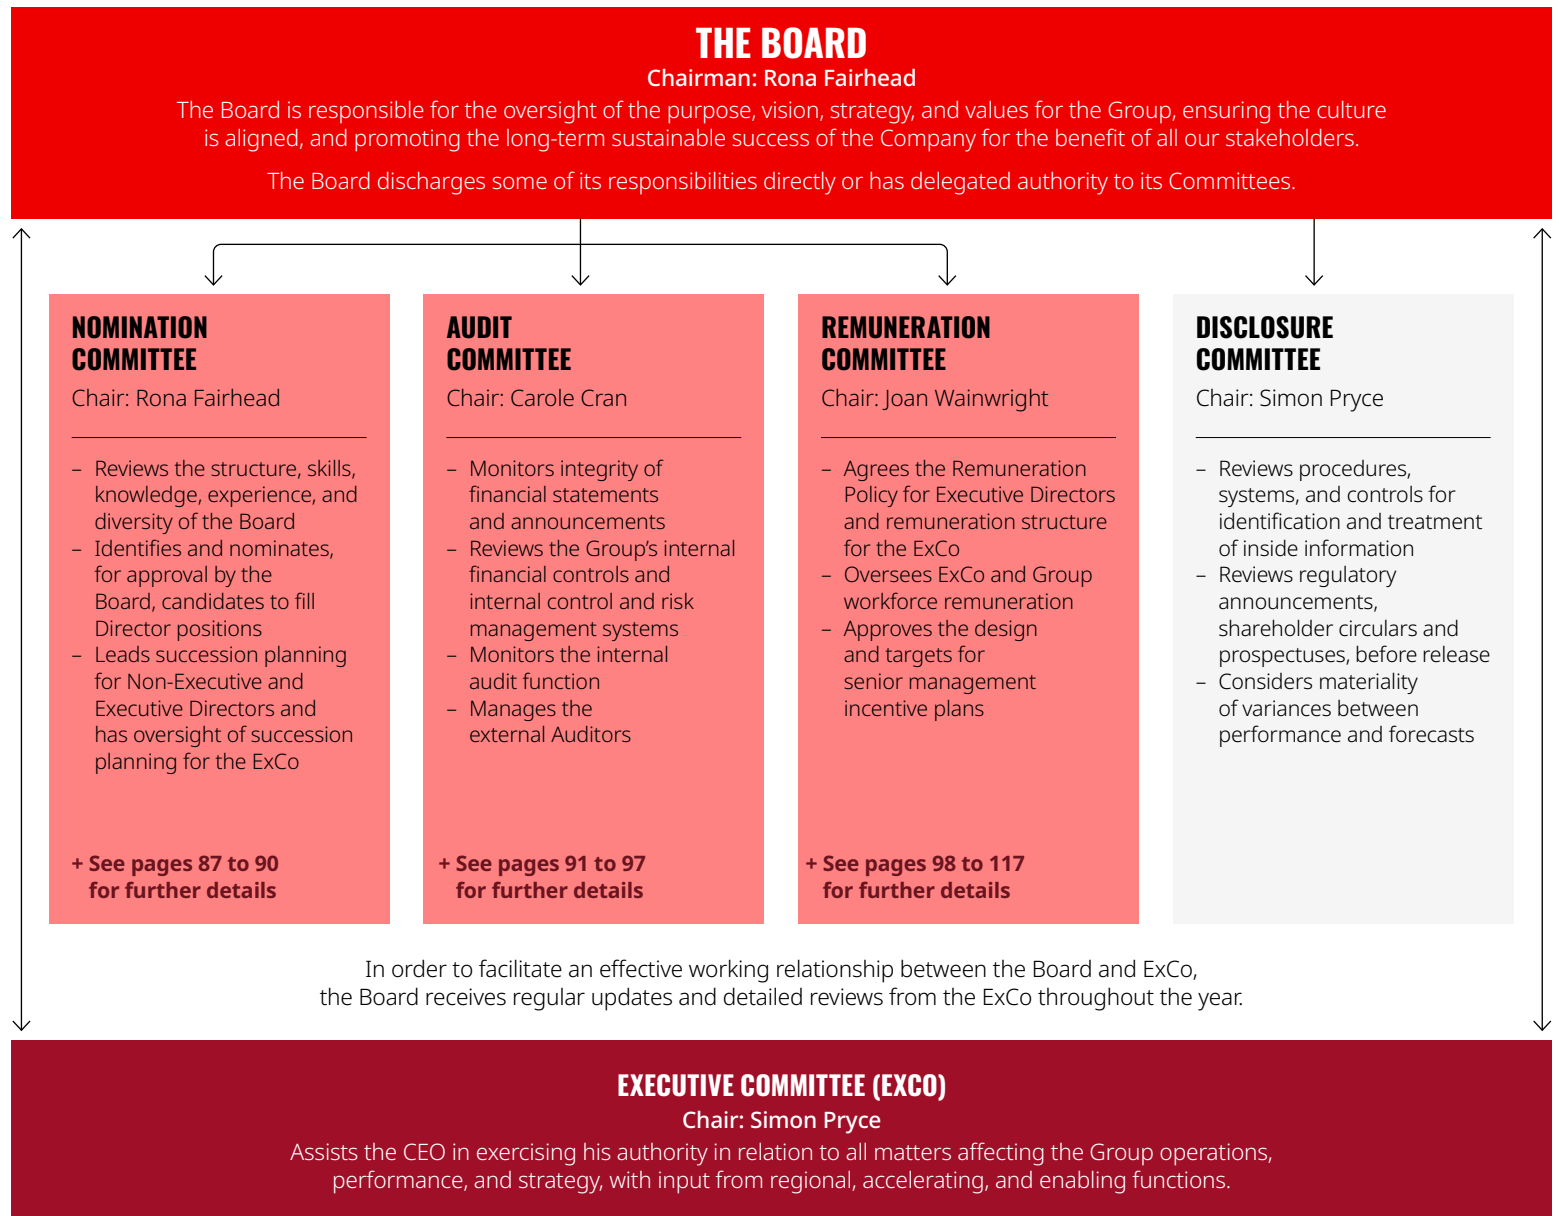 THE BOARD
Chairman: Rona Fairhead
The Board is responsible for the oversight of the purpose, vision, strategy, and values for the Group, ensuring the culture
is aligned, and promoting the long-term sustainable success of the Company for the benefit of all our stakeholders.
The Board discharges some of its responsibilities directly or has delegated authority to its Committees.
NOMINATION
COMMITTEE
Chair: Rona Fairhead
– Reviews the structure, skills,
knowledge, experience, and
diversity of the Board
– Identifies and nominates,
for approval by the
Board, candidates to fill
Director positions
– Leads succession planning
for Non-Executive and
Executive Directors and
has oversight of succession
planning for the ExCo
+ See pages 87 to 90
for further details
AUDIT
COMMITTEE
Chair: Carole Cran
– Monitors integrity of
financial statements
and announcements
– Reviews the Group’s internal
financial controls and
internal control and risk
management systems
– Monitors the internal
audit function
– Manages the
external Auditors
+ See pages 91 to 97
for further details
REMUNERATION
COMMITTEE
Chair: Joan Wainwright
– Agrees the Remuneration
Policy for Executive Directors
and remuneration structure
for the ExCo
– Oversees ExCo and Group
workforce remuneration
– Approves the design
and targets for
senior management
incentive plans
+ See pages 98 to 117
for further details
DISCLOSURE
COMMITTEE
Chair: Simon Pryce
– Reviews procedures,
systems, and controls for
identification and treatment
of inside information
– Reviews regulatory
announcements,
shareholder circulars and
prospectuses, before release
– Considers materiality
of variances between
performance and forecasts
In order to facilitate an effective working relationship between the Board and ExCo,
the Board receives regular updates and detailed reviews from the ExCo throughout the year.
EXECUTIVE COMMITTEE (EXCO)
Chair: Simon Pryce
Assists the CEO in exercising his authority in relation to all matters affecting the Group operations,
performance, and strategy, with input from regional, accelerating, and enabling functions.